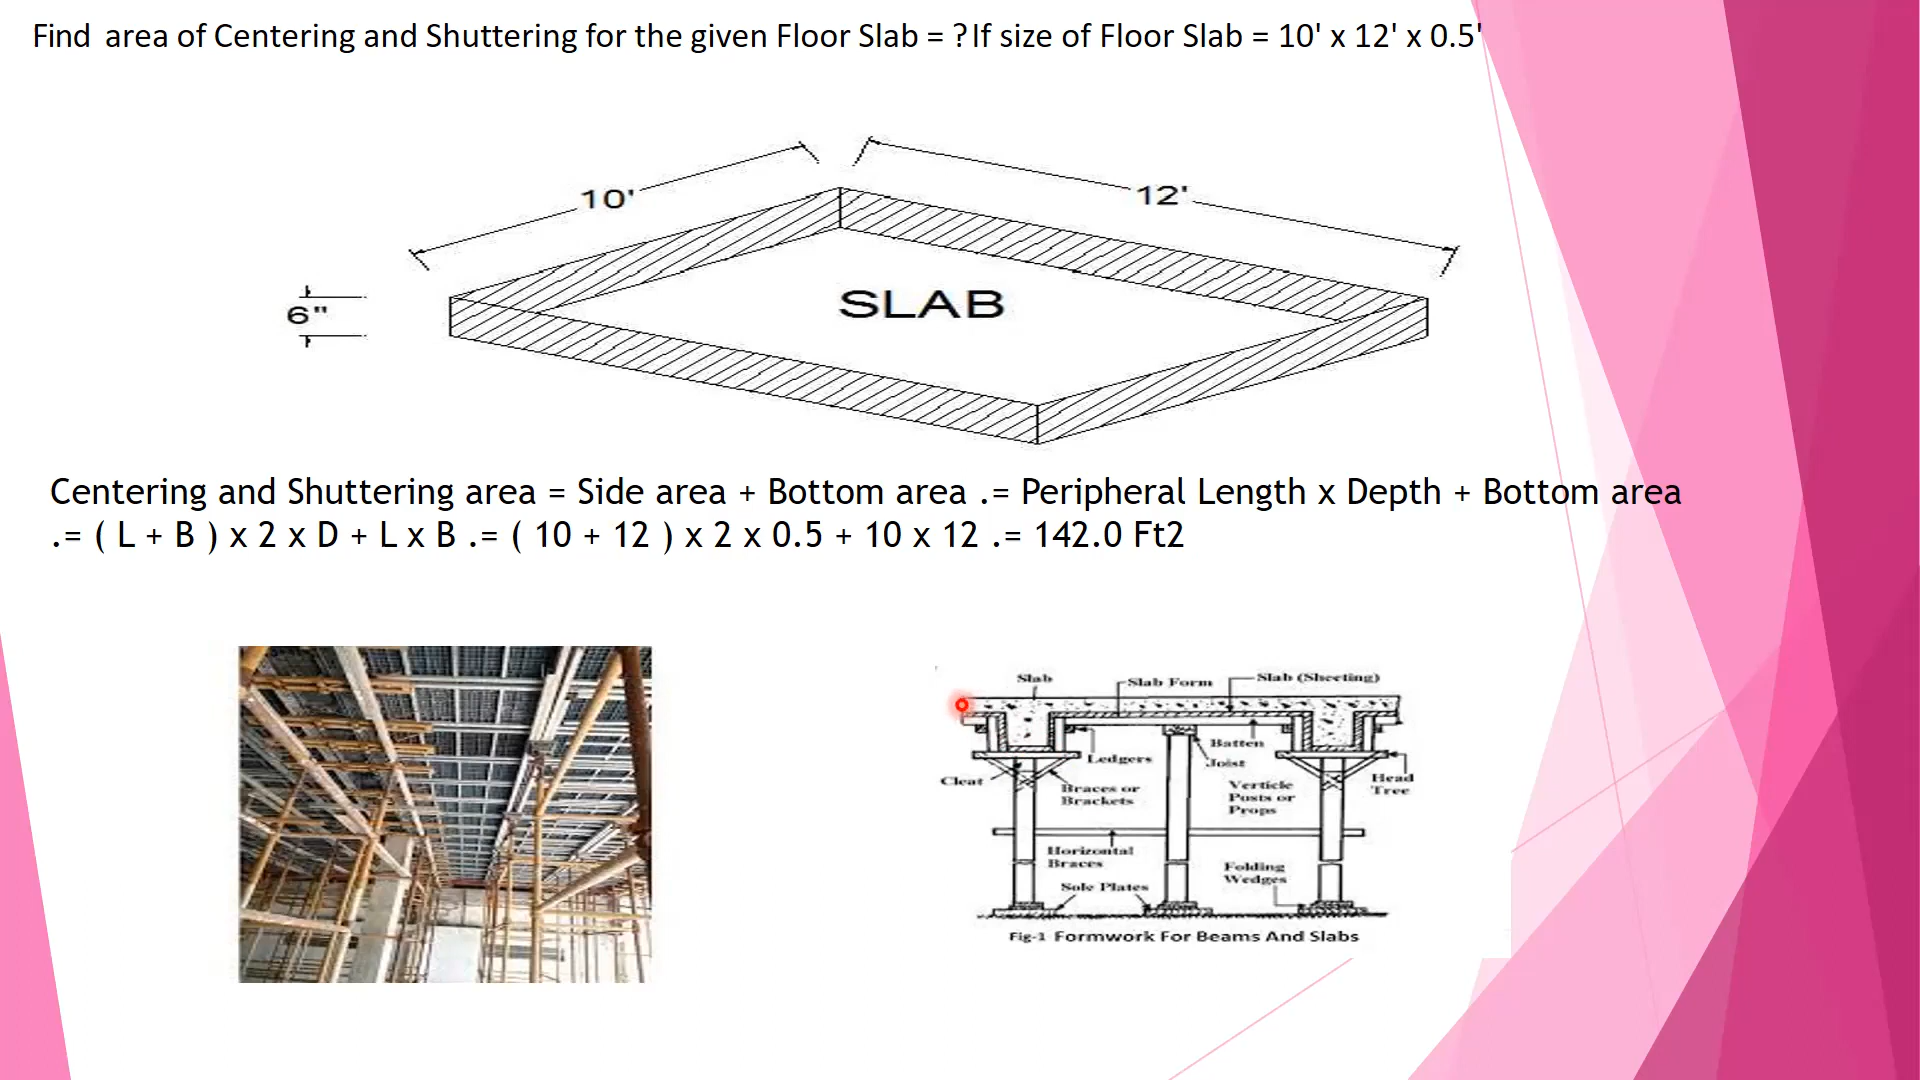 Find area of Centering and Shuttering for the given Floor Slab = ?If size of Floor Slab = 10' x 12' x 0.5'
10'
12'
6"
SLAB
Centering and Shuttering area = Side area + Bottom area .= Peripheral Length x Depth + Bottom area
.= ( L + B ) x 2 x D + L x B .= ( 10 + 12 ) x 2 x 0.5 + 10 x 12 .= 142.0 Ft2
Slab
Slab Form
Slab (Sheeting)
Batten
Ledgers
Joist
Cleat
Braces or
Brackets
Verticle
Posts or
Props
Head
Tree
Horizontal
Braces
Folding
Wedges
Sole Plates
Fig-1 Formwork For Beams And Slabs